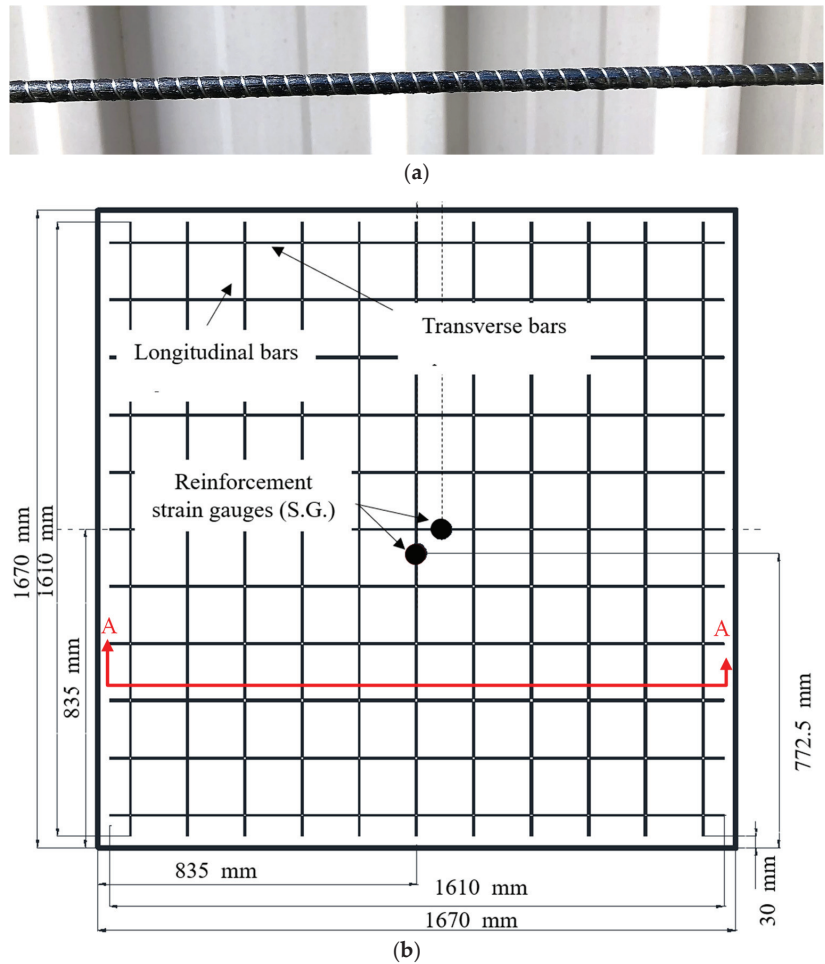 (a)
Transverse bars
Longitudinal bars
Reinforcement
strain gauges (S.G.)
1670 mm
1610 mm
835 mm
A
A
772.5 mm
835 mm
1610 mm
30 mm
1670 mm
(b)